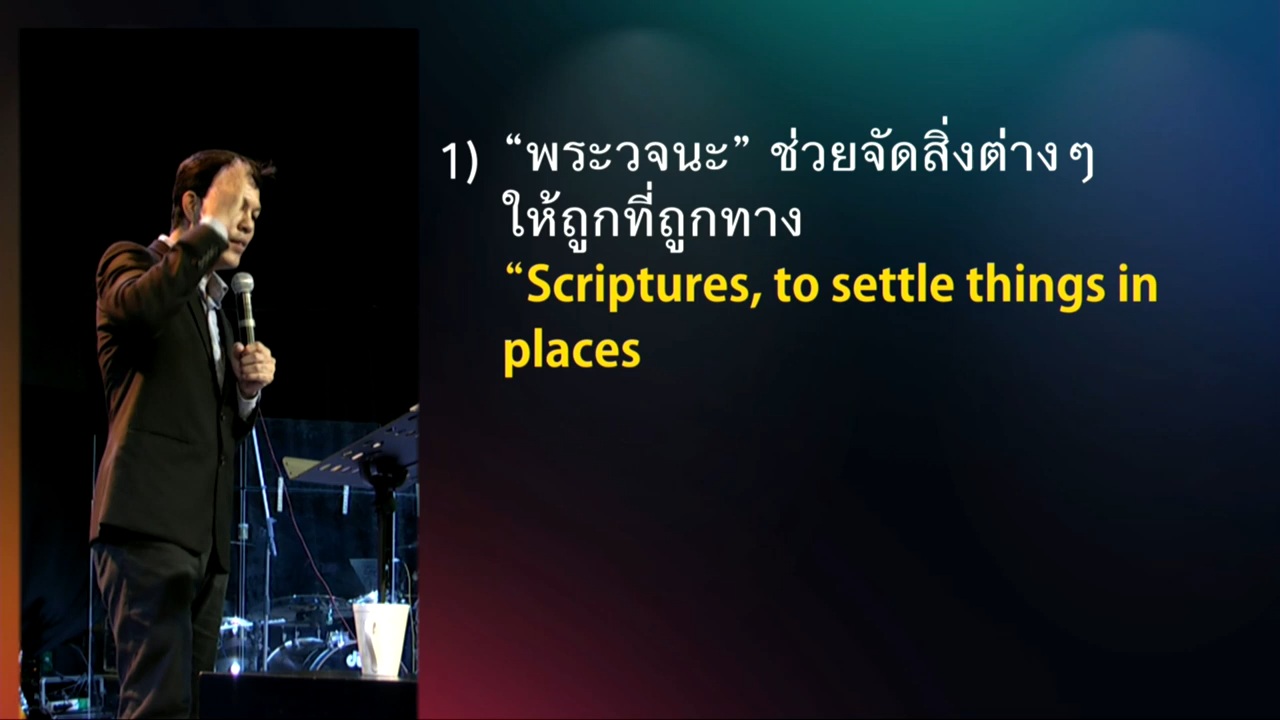 1) “พระวจนะ” ช่วยจัดสิ่งต่างๆ
ให้ถูกที่ถูกทาง
“Scriptures, to settle things in
places